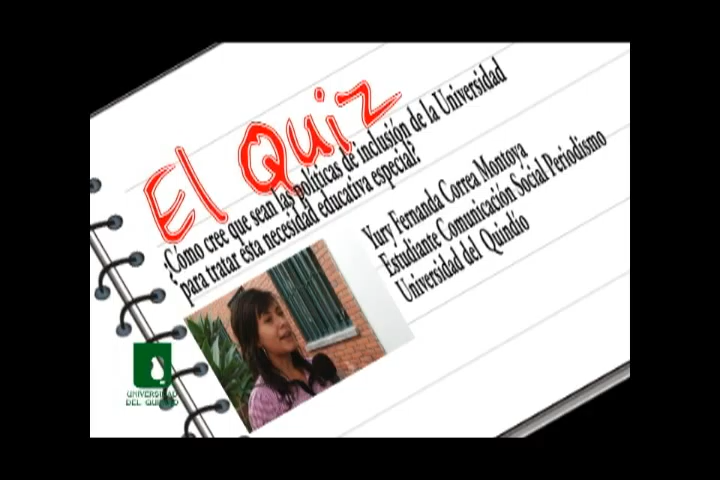 El Quiz
¿Cómo cree que sean las políticas de inclusión de la Universidad
para tratar esta necesidad educativa especial?
Yury Fernanda Correa Montoya
Estudiante Comunicación Social Periodismo
Universidad del Quindío
UNIVERSIDAD
DEL QUINDÍO